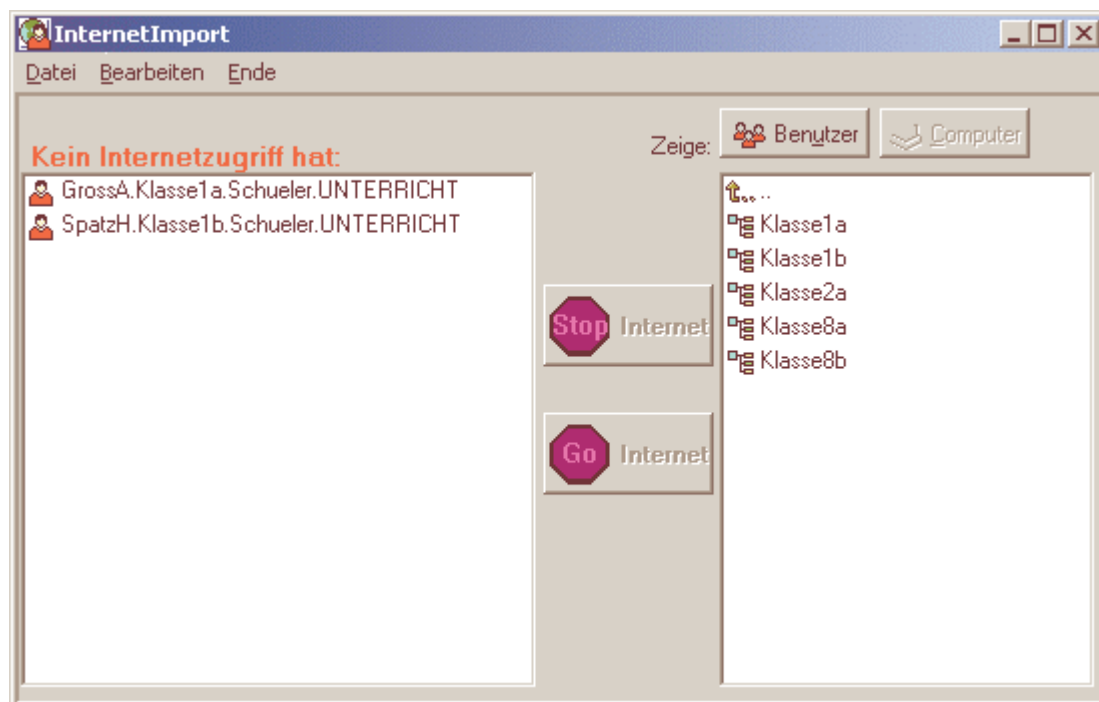 InternetImport
Datei Bearbeiten Ende
Kein Internetzugriff hat:
GrossA.Klasse1a.Schueler.UNTERRICHT
SpatzH.Klasse1b.Schueler.UNTERRICHT
Stop Internet
Go Internet
Zeige: Benutzer Computer
..
Klasse1a
Klasse1b
Klasse2a
Klasse8a
Klasse8b